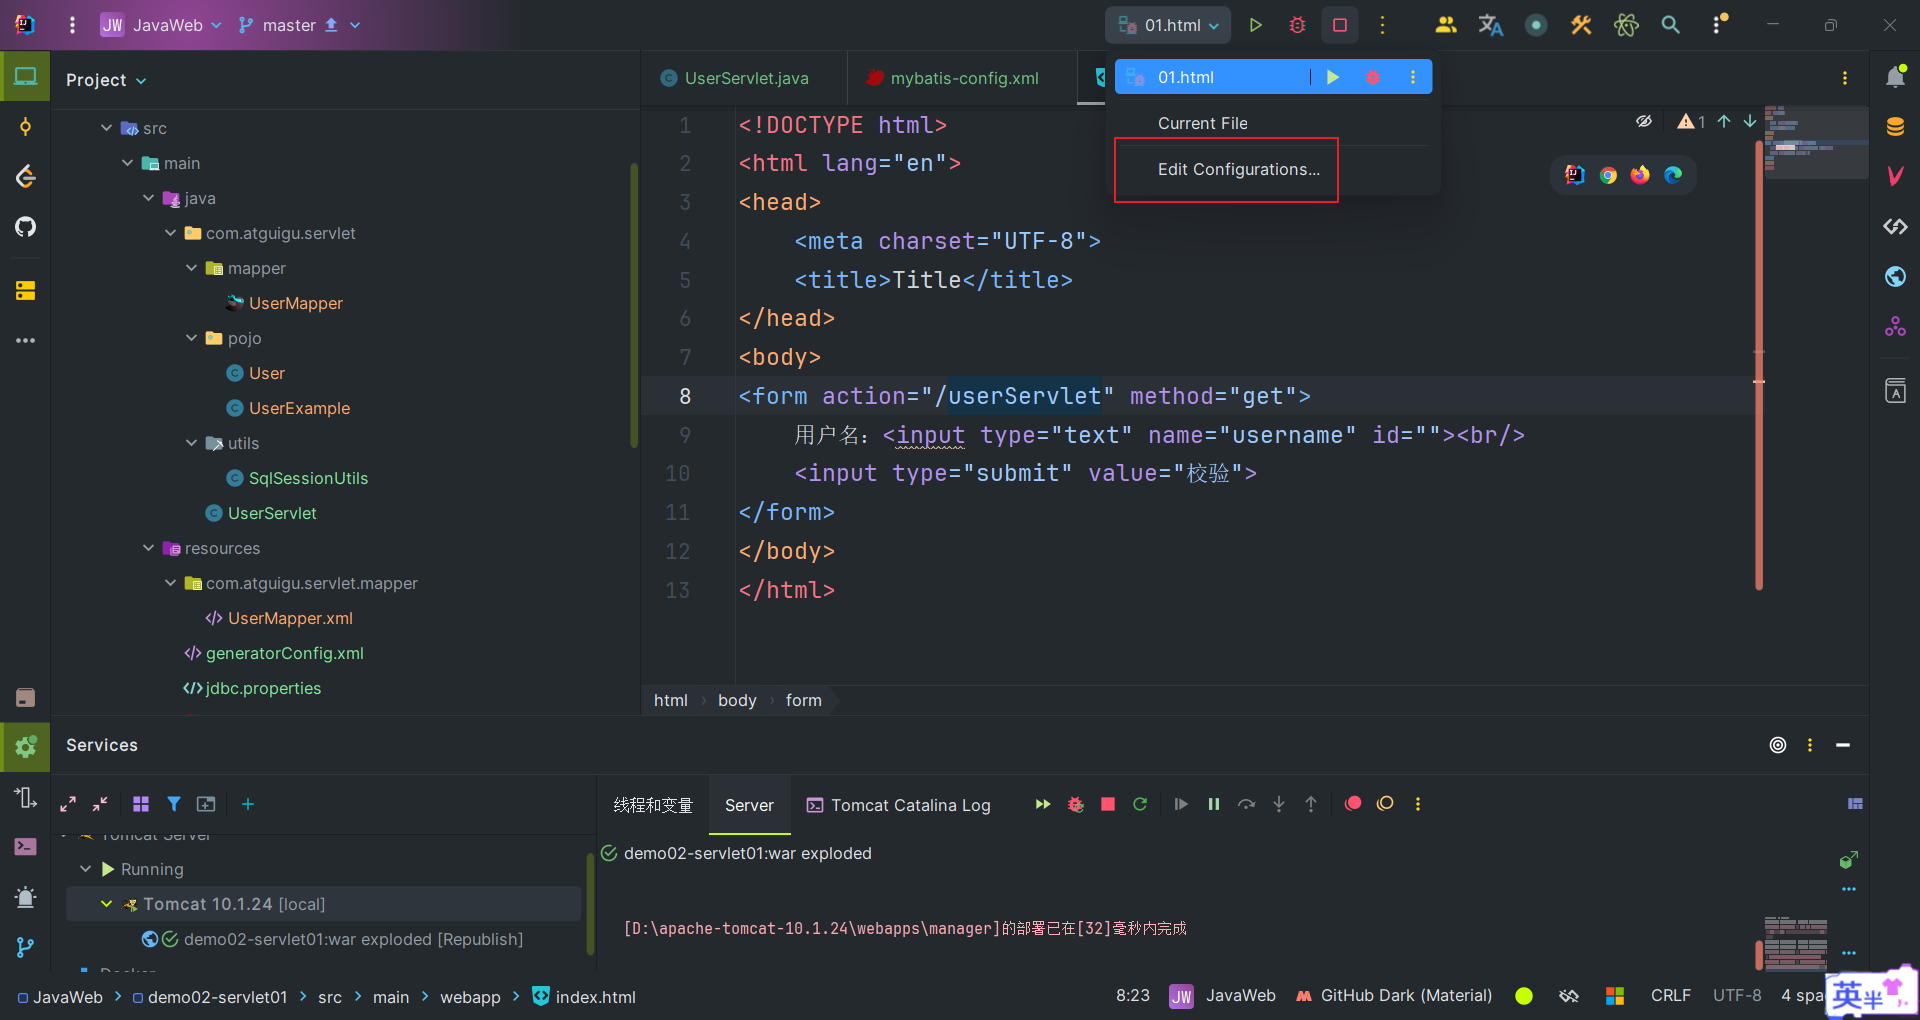 JW JavaWeb master 01.html
Project
UserServlet.java mybatis-config.xml
01.html
Current File
Edit Configurations...
1
src
main
java
com.atguigu.servlet
mapper
UserMapper
pojo
User
UserExample
utils
SqlSessionUtils
UserServlet
resources
com.atguigu.servlet.mapper
UserMapper.xml
generatorConfig.xml
jdbc.properties
1 <!DOCTYPE html>
2 <html lang="en">
3 <head>
4 <meta charset="UTF-8">
5 <title>Title</title>
6 </head>
7 <body>
8 <form action="/userServlet" method="get">
9 用户名：<input type="text" name="username" id=""><br/>
10 <input type="submit" value="校验">
11 </form>
12 </body>
13 </html>
html › body › form
Services
线程和变量 Server Tomcat Catalina Log
Tomcat Server
Running
Tomcat 10.1.24 [local]
demo02-servlet01:war exploded [Republish]
Docker
demo02-servlet01:war exploded
[D:\apache-tomcat-10.1.24\webapps\manager]的部署已在[32]毫秒内完成
JavaWeb › demo02-servlet01 › src › main › webapp › index.html
8:23 JW JavaWeb GitHub Dark (Material) CRLF UTF-8 4 spa
英半